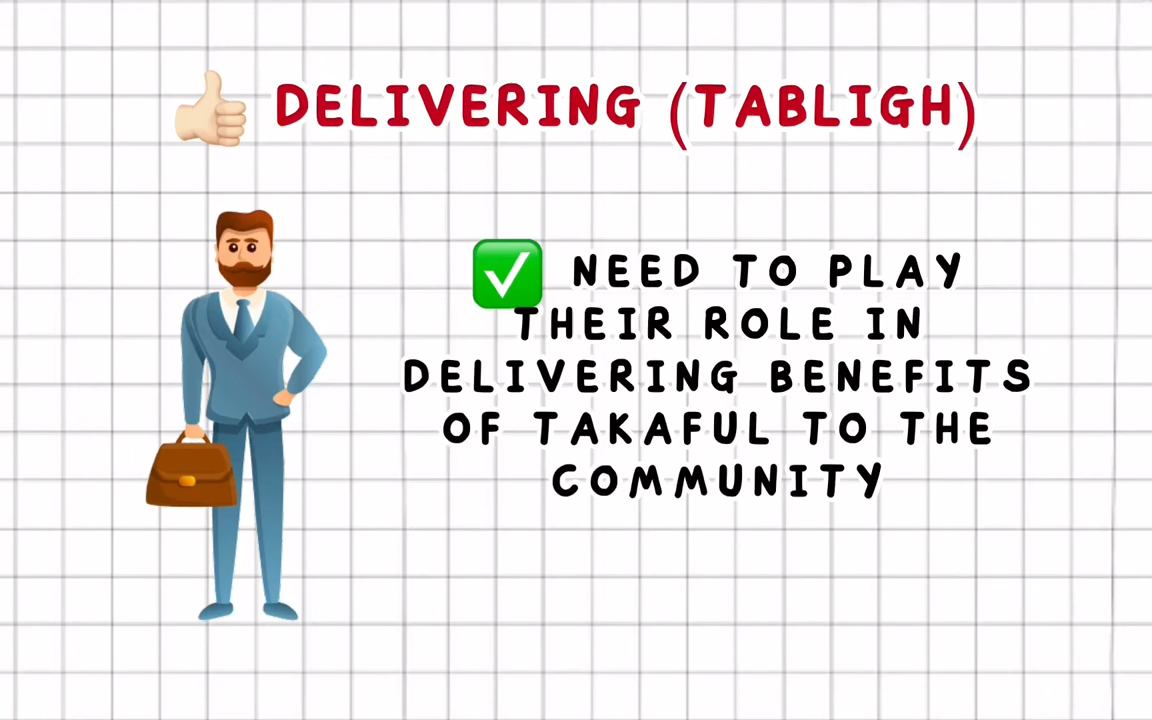 DELIVERING (TABLIGH)
NEED TO PLAY
THEIR ROLE IN
DELIVERING BENEFITS
OF TAKAFUL TO THE
COMMUNITY